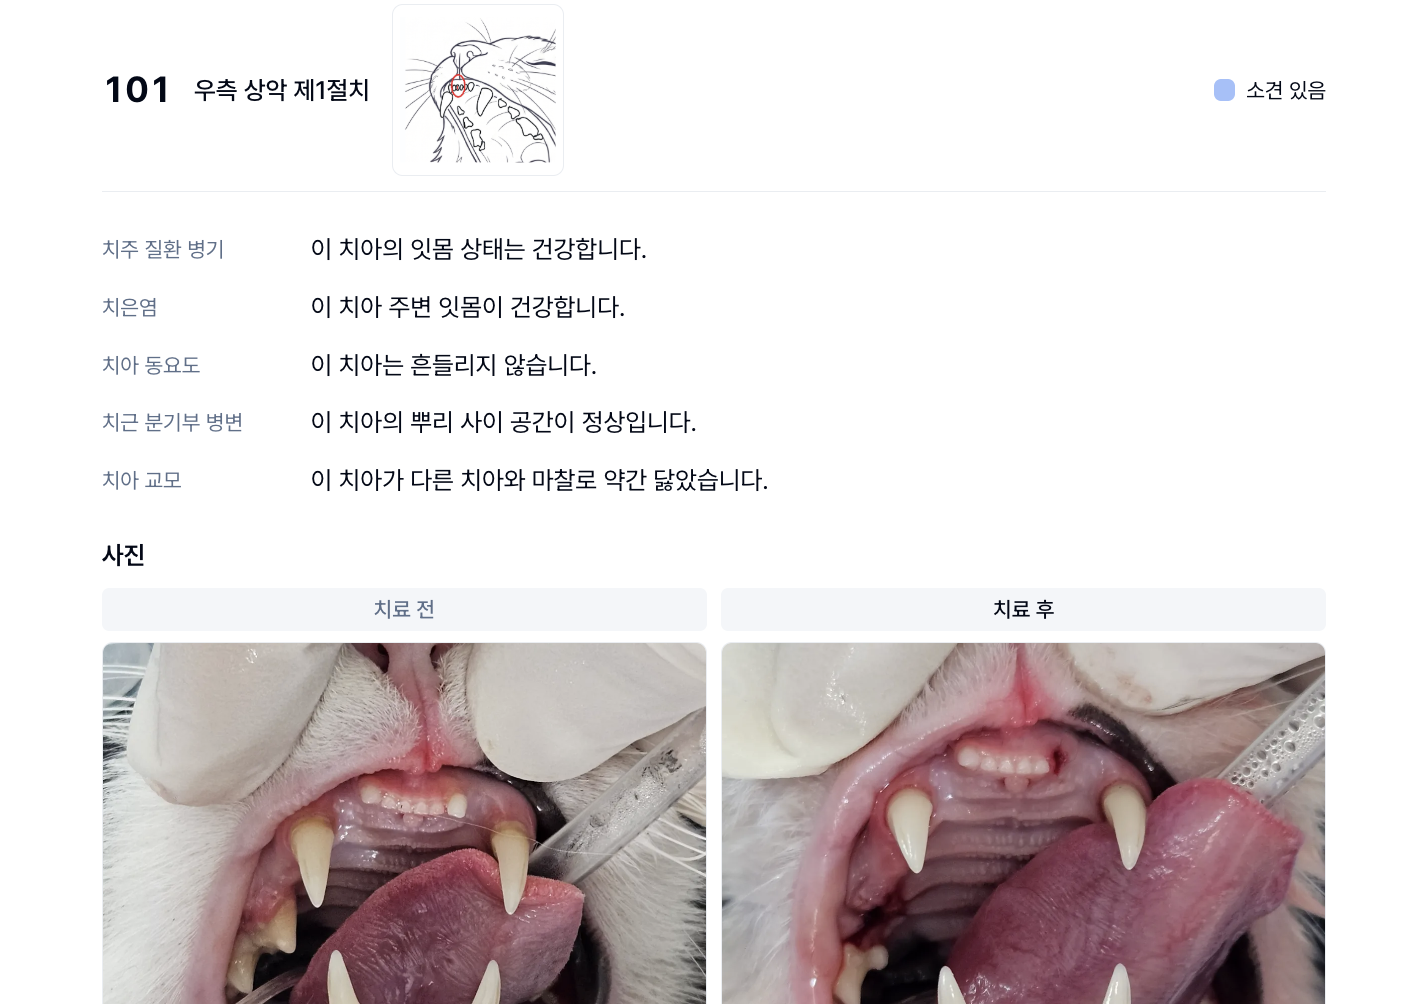 101 우측 상악 제1절치
소견 있음
치주 질환 병기 이 치아의 잇몸 상태는 건강합니다.
치은염 이 치아 주변 잇몸이 건강합니다.
치아 동요도 이 치아는 흔들리지 않습니다.
치근 분기부 병변 이 치아의 뿌리 사이 공간이 정상입니다.
치아 교모 이 치아가 다른 치아와 마찰로 약간 닳았습니다.
사진
치료 전 치료 후